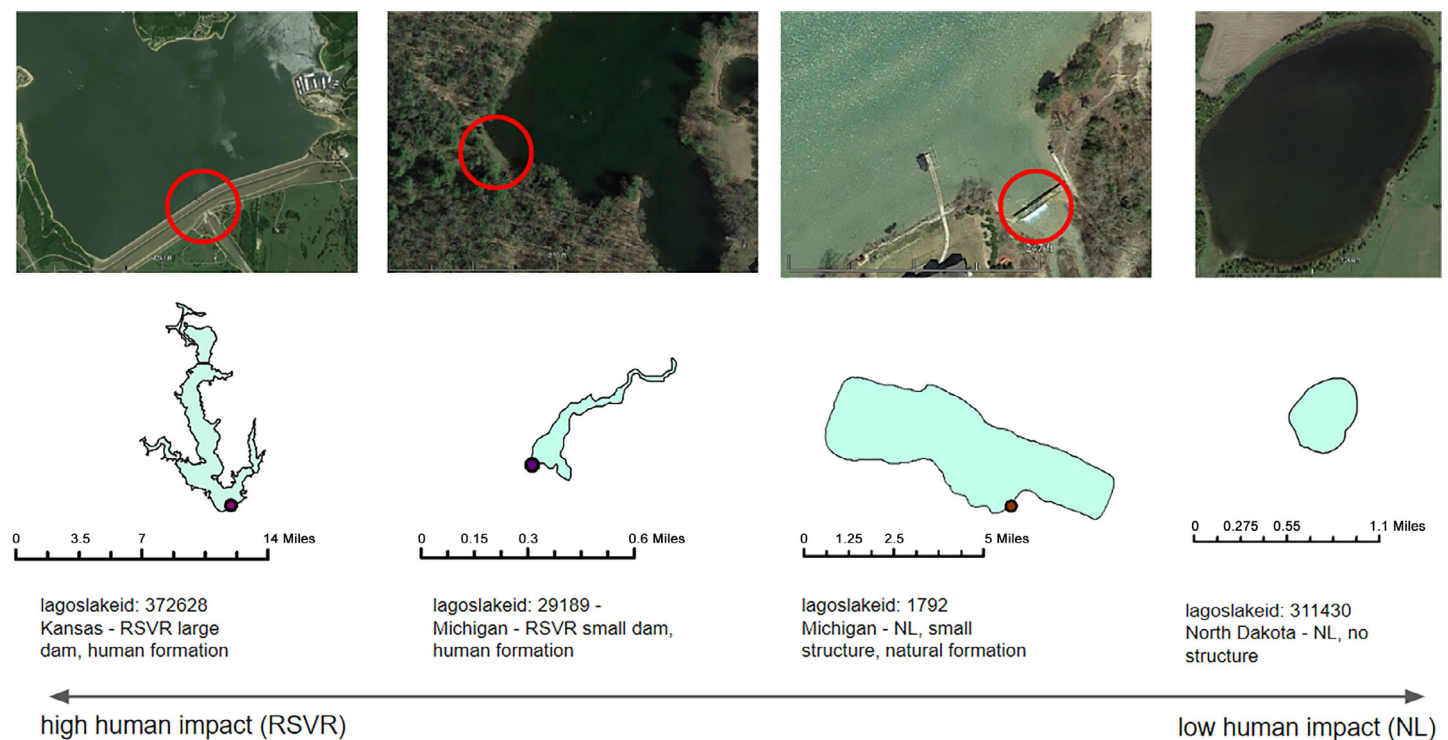 0 3.5 7 14 Miles
0 0.15 0.3 0.6 Miles
0 1.25 2.5 5 Miles
0 0.275 0.55 1.1 Miles
lagoslakeid: 372628
Kansas - RSVR large
dam, human formation
lagoslakeid: 29189 -
Michigan - RSVR small dam,
human formation
lagoslakeid: 1792
Michigan - NL, small
structure, natural formation
lagoslakeid: 311430
North Dakota - NL, no
structure
high human impact (RSVR)
low human impact (NL)